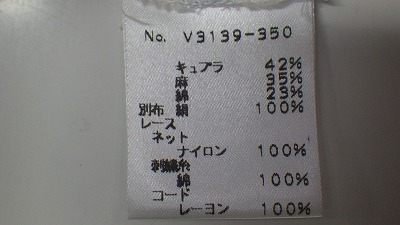 No. V3139-350
キュプラ 42%
麻 35%
綿 23%
別布 絹 100%
レース
ネット
ナイロン 100%
刺繍糸
綿 100%
コード
レーヨン 100%